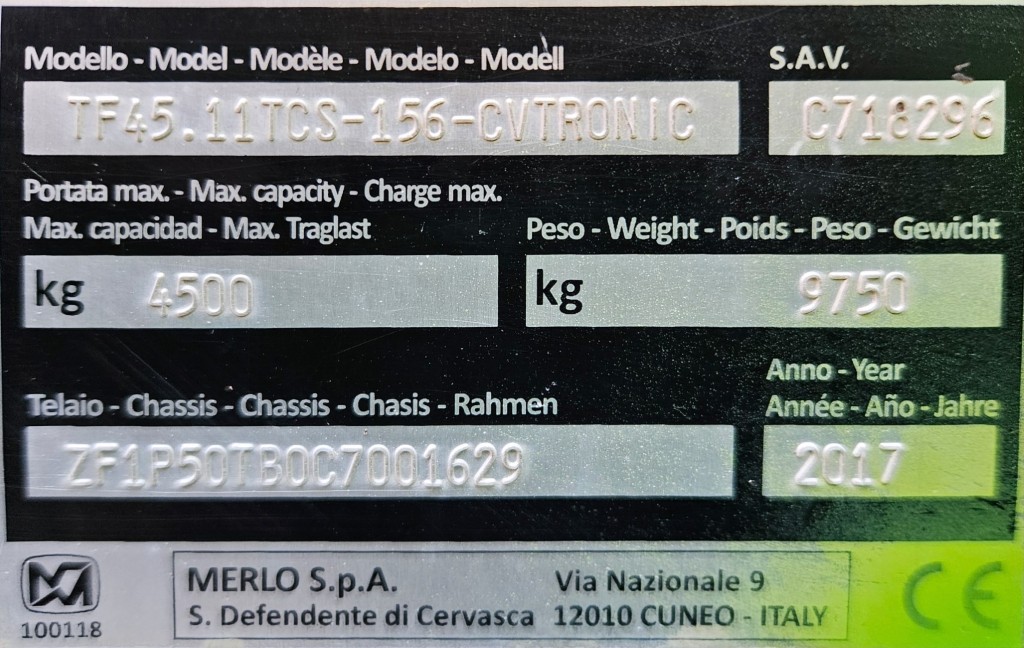 Modello - Model - Modèle - Modelo - Modell
S.A.V.
TF45.11TCS-156-CVTRONIC
C718296
Portata max. - Max. capacity - Charge max.
Max. capacidad - Max. Traglast
Peso - Weight - Poids - Peso - Gewicht
kg 4500
kg 9750
Telaio - Chassis - Chassis - Chasis - Rahmen
Anno - Year
Année - Año - Jahre
ZF1P50TB0C7001629
2017
MERLO S.p.A.
S. Defendente di Cervasca
Via Nazionale 9
12010 CUNEO - ITALY
100118
CE